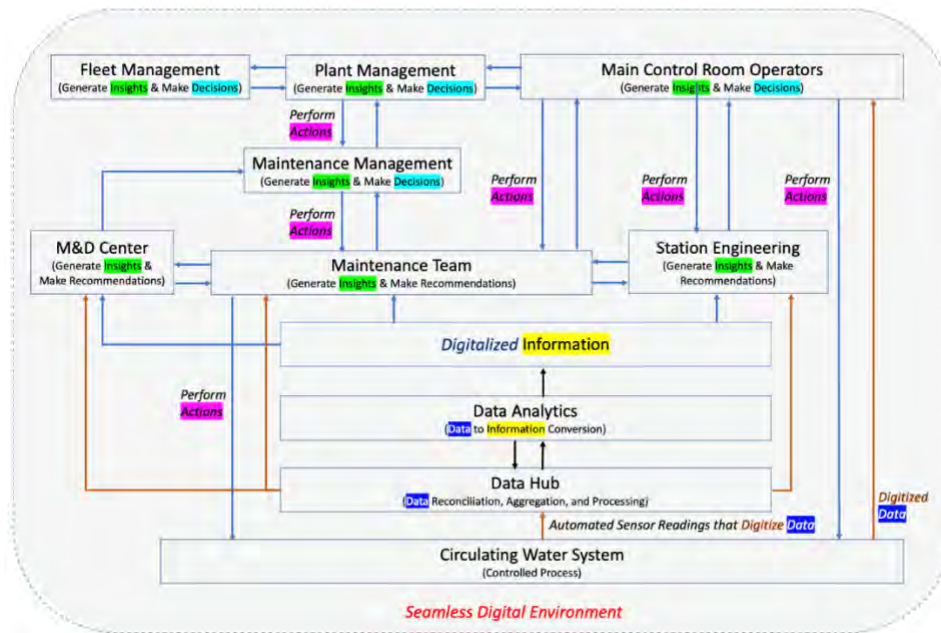 Fleet Management
(Generate Insights & Make Decisions)
Plant Management
(Generate Insights & Make Decisions)
Main Control Room Operators
(Generate Insights & Make Decisions)
Perform
Actions
Maintenance Management
(Generate Insights & Make Decisions)
Perform
Actions
Perform
Actions
Perform
Actions
Perform
Actions
M&D Center
(Generate Insights &
Make Recommendations)
Maintenance Team
(Generate Insights & Make Recommendations)
Station Engineering
(Generate Insights & Make
Recommendations)
Digitalized Information
Perform
Actions
Data Analytics
(Data to Information Conversion)
Data Hub
(Data Reconciliation, Aggregation, and Processing)
Digitized
Data
Automated Sensor Readings that Digitize Data
Circulating Water System
(Controlled Process)
Seamless Digital Environment